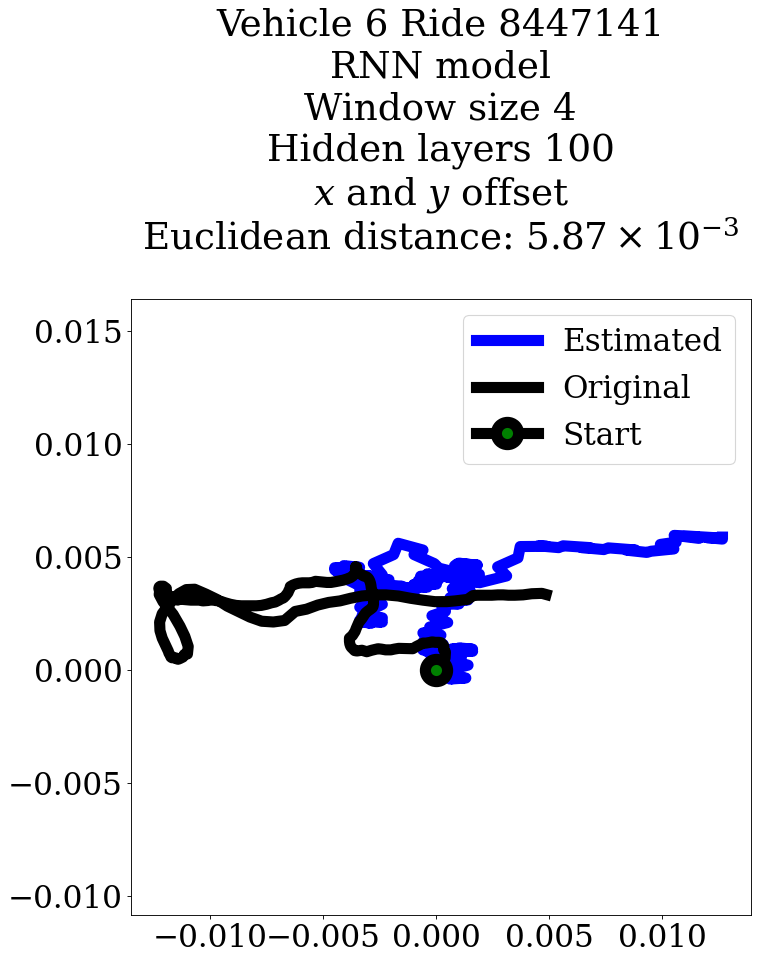 Vehicle 6 Ride 8447141
RNN model
Window size 4
Hidden layers 100
x and y offset
Euclidean distance: 5.87 × 10⁻³
Estimated
Original
Start
0.015
0.010
0.005
0.000
−0.005
−0.010
−0.010 −0.005 0.000 0.005 0.010